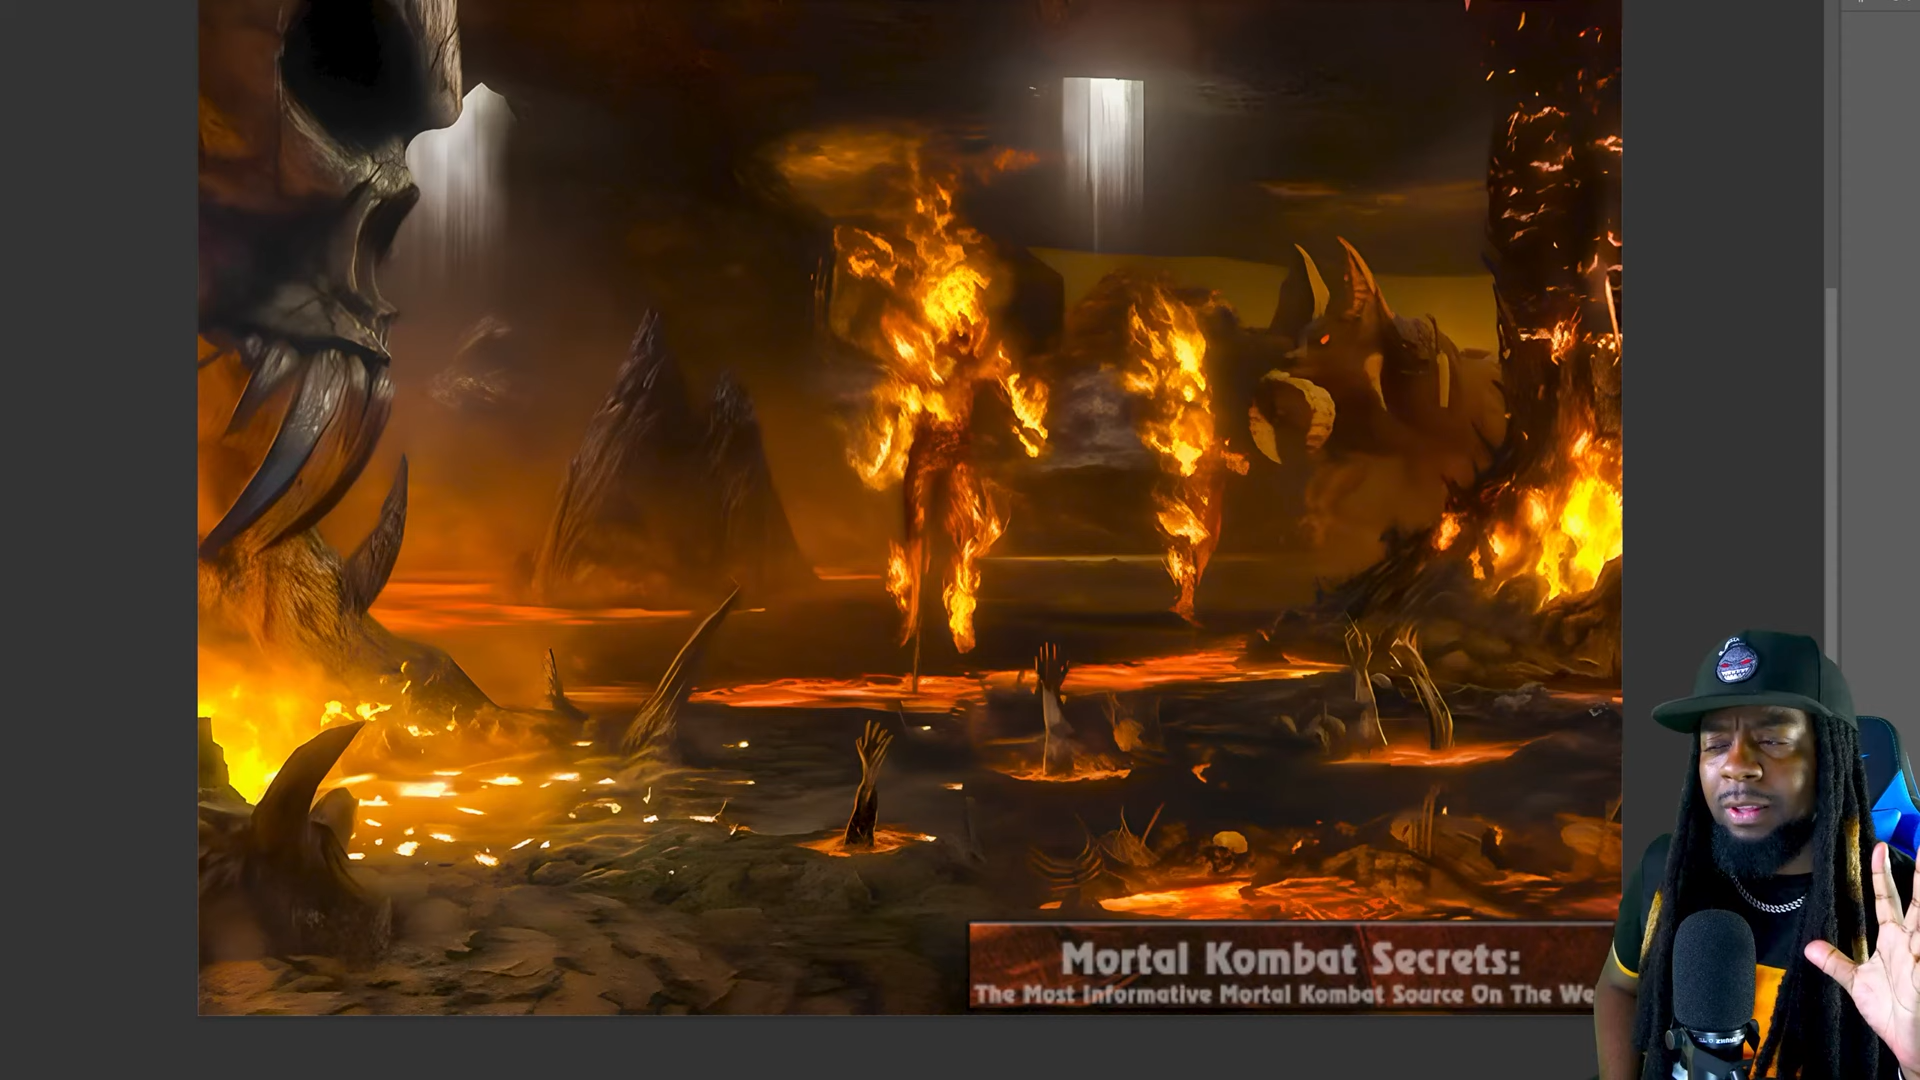 Mortal Kombat Secrets:
The Most Informative Mortal Kombat Source On The We